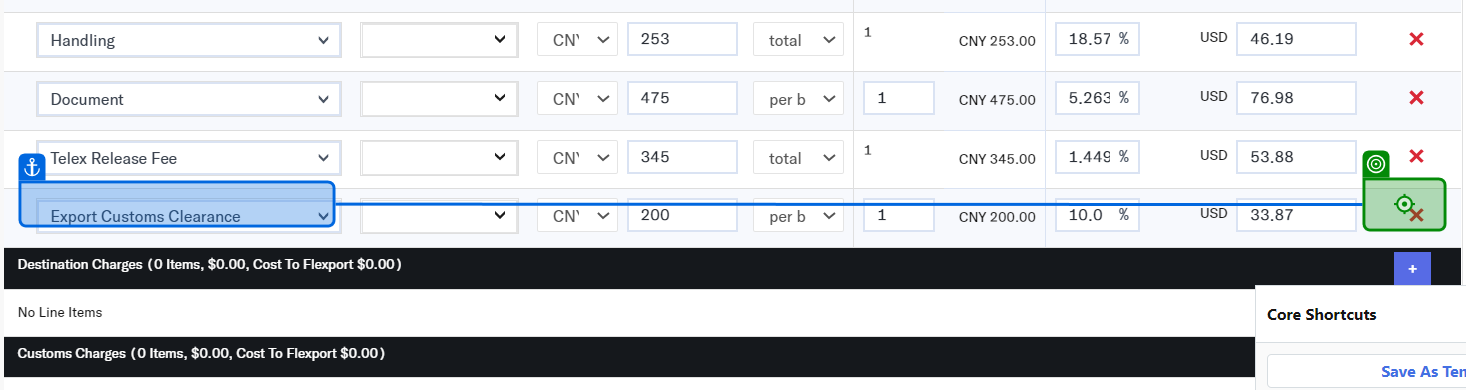 Handling CN 253 total 1 CNY 253.00 18.57 % USD 46.19
Document CN 475 per b 1 CNY 475.00 5.263 % USD 76.98
Telex Release Fee CN 345 total 1 CNY 345.00 1.449 % USD 53.88
Export Customs Clearance CN 200 per b 1 CNY 200.00 10.0 % USD 33.87
Destination Charges (0 Items, $0.00, Cost To Flexport $0.00)
+
No Line Items
Core Shortcuts
Customs Charges (0 Items, $0.00, Cost To Flexport $0.00)
Save As Ten